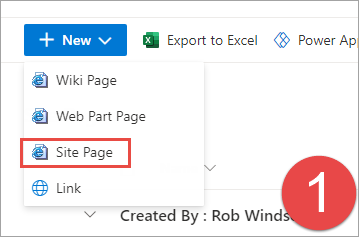 New Export to Excel Power App
Wiki Page
Web Part Page
Site Page
Link
1
Created By : Rob Winds